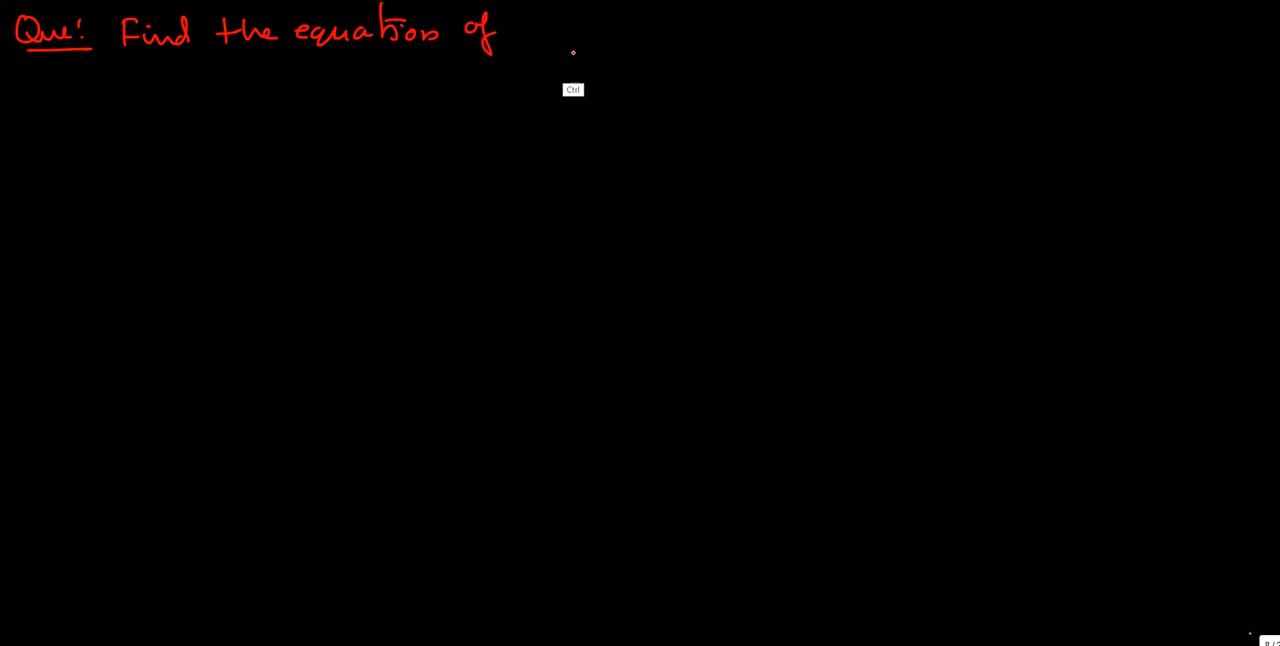 Que: Find the equation of
Ctrl